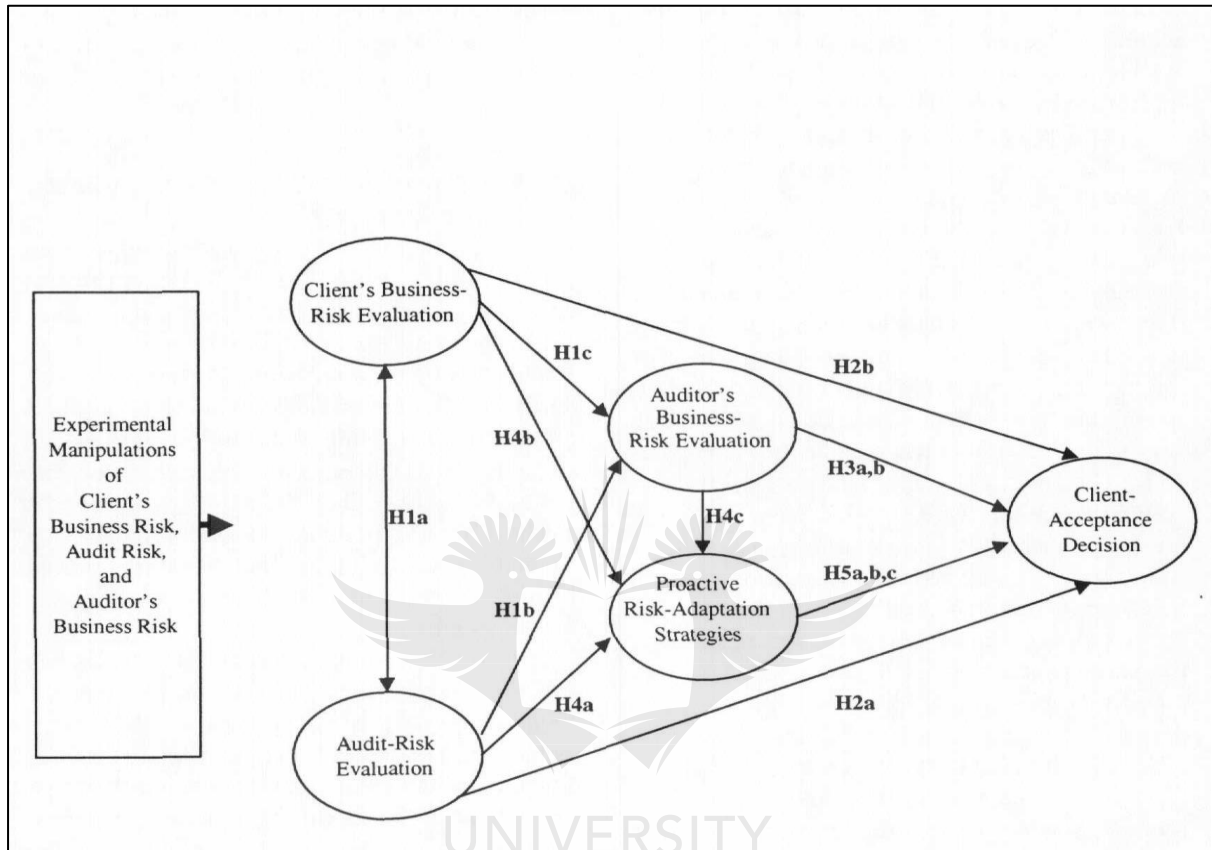 Experimental
Manipulations
of
Client's
Business Risk,
Audit Risk,
and
Auditor's
Business Risk
Client's Business-
Risk Evaluation
H1c
H2b
Auditor's
Business-
Risk Evaluation
H4b
H3a,b
Client-
Acceptance
Decision
H1a
H4c
H1b
Proactive
Risk-Adaptation
Strategies
H5a,b,c
H4a
H2a
Audit-Risk
Evaluation
UNIVERSITY